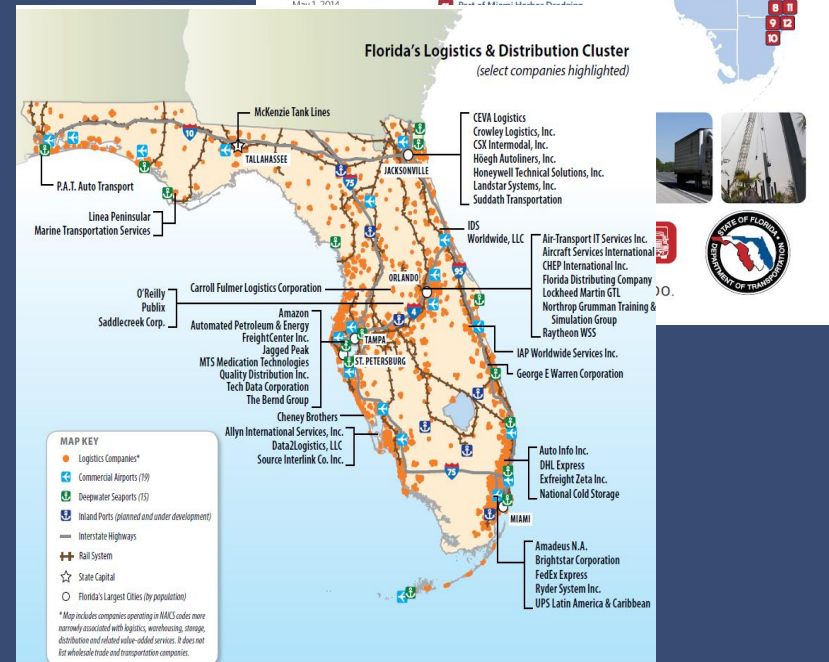 May 1, 2014
Port of Miami Harbor Dredging
8 11
9 12
10
Florida's Logistics & Distribution Cluster
(select companies highlighted)
McKenzie Tank Lines
10
TALLAHASSEE
JACKSONVILLE
75
CEVA Logistics
Crowley Logistics, Inc.
CSX Intermodal, Inc.
Höegh Autoliners, Inc.
Honeywell Technical Solutions, Inc.
Landstar Systems, Inc.
Suddath Transportation
P.A.T. Auto Transport
Linea Peninsular
Marine Transportation Services
IDS
Worldwide, LLC
95
Air-Transport IT Services Inc.
Aircraft Services International
CHEP International Inc.
Florida Distributing Company
Lockheed Martin GTL
Northrop Grumman Training &
Simulation Group
Raytheon WSS
STATE OF FLORIDA
DEPARTMENT OF TRANSPORTATION
DO.
ORLANDO
Carroll Fulmer Logistics Corporation
O'Reilly
Publix
Saddlecreek Corp.
4
Amazon
Automated Petroleum & Energy
FreightCenter Inc.
Jagged Peak
MTS Medication Technologies
Quality Distribution Inc.
Tech Data Corporation
The Bernd Group
TAMPA
ST. PETERSBURG
IAP Worldwide Services Inc.
George E Warren Corporation
Cheney Brothers
Allyn International Services, Inc.
Data2Logistics, LLC
Source Interlink Co. Inc.
75
Auto Info Inc.
DHL Express
Exfreight Zeta Inc.
National Cold Storage
MIAMI
Amadeus N.A.
Brightstar Corporation
FedEx Express
Ryder System Inc.
UPS Latin America & Caribbean
MAP KEY
Logistics Companies*
Commercial Airports (19)
Deepwater Seaports (15)
Inland Ports (planned and under development)
Interstate Highways
Rail System
State Capital
Florida's Largest Cities (by population)
* Map includes companies operating in NAICS codes more
narrowly associated with logistics, warehousing, storage,
distribution and related value-added services. It does not
list wholesale trade and transportation companies.